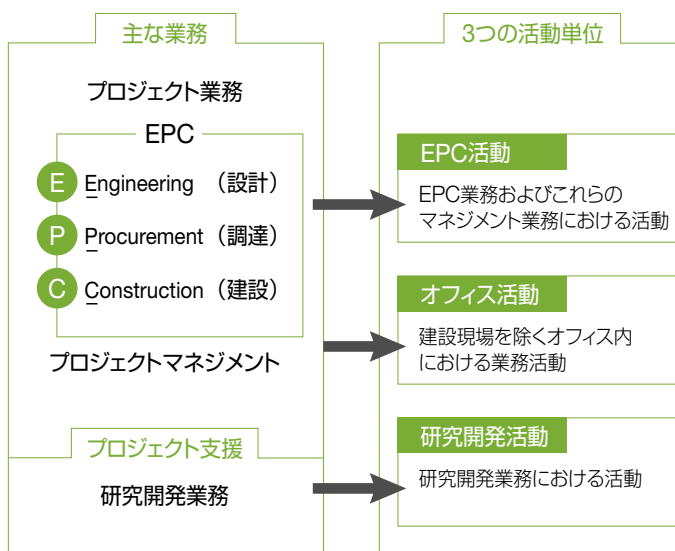 主な業務
プロジェクト業務
EPC
E Engineering （設計）
P Procurement （調達）
C Construction （建設）
プロジェクトマネジメント
プロジェクト支援
研究開発業務
3つの活動単位
EPC活動
EPC業務およびこれらの
マネジメント業務における活動
オフィス活動
建設現場を除くオフィス内
における業務活動
研究開発活動
研究開発業務における活動